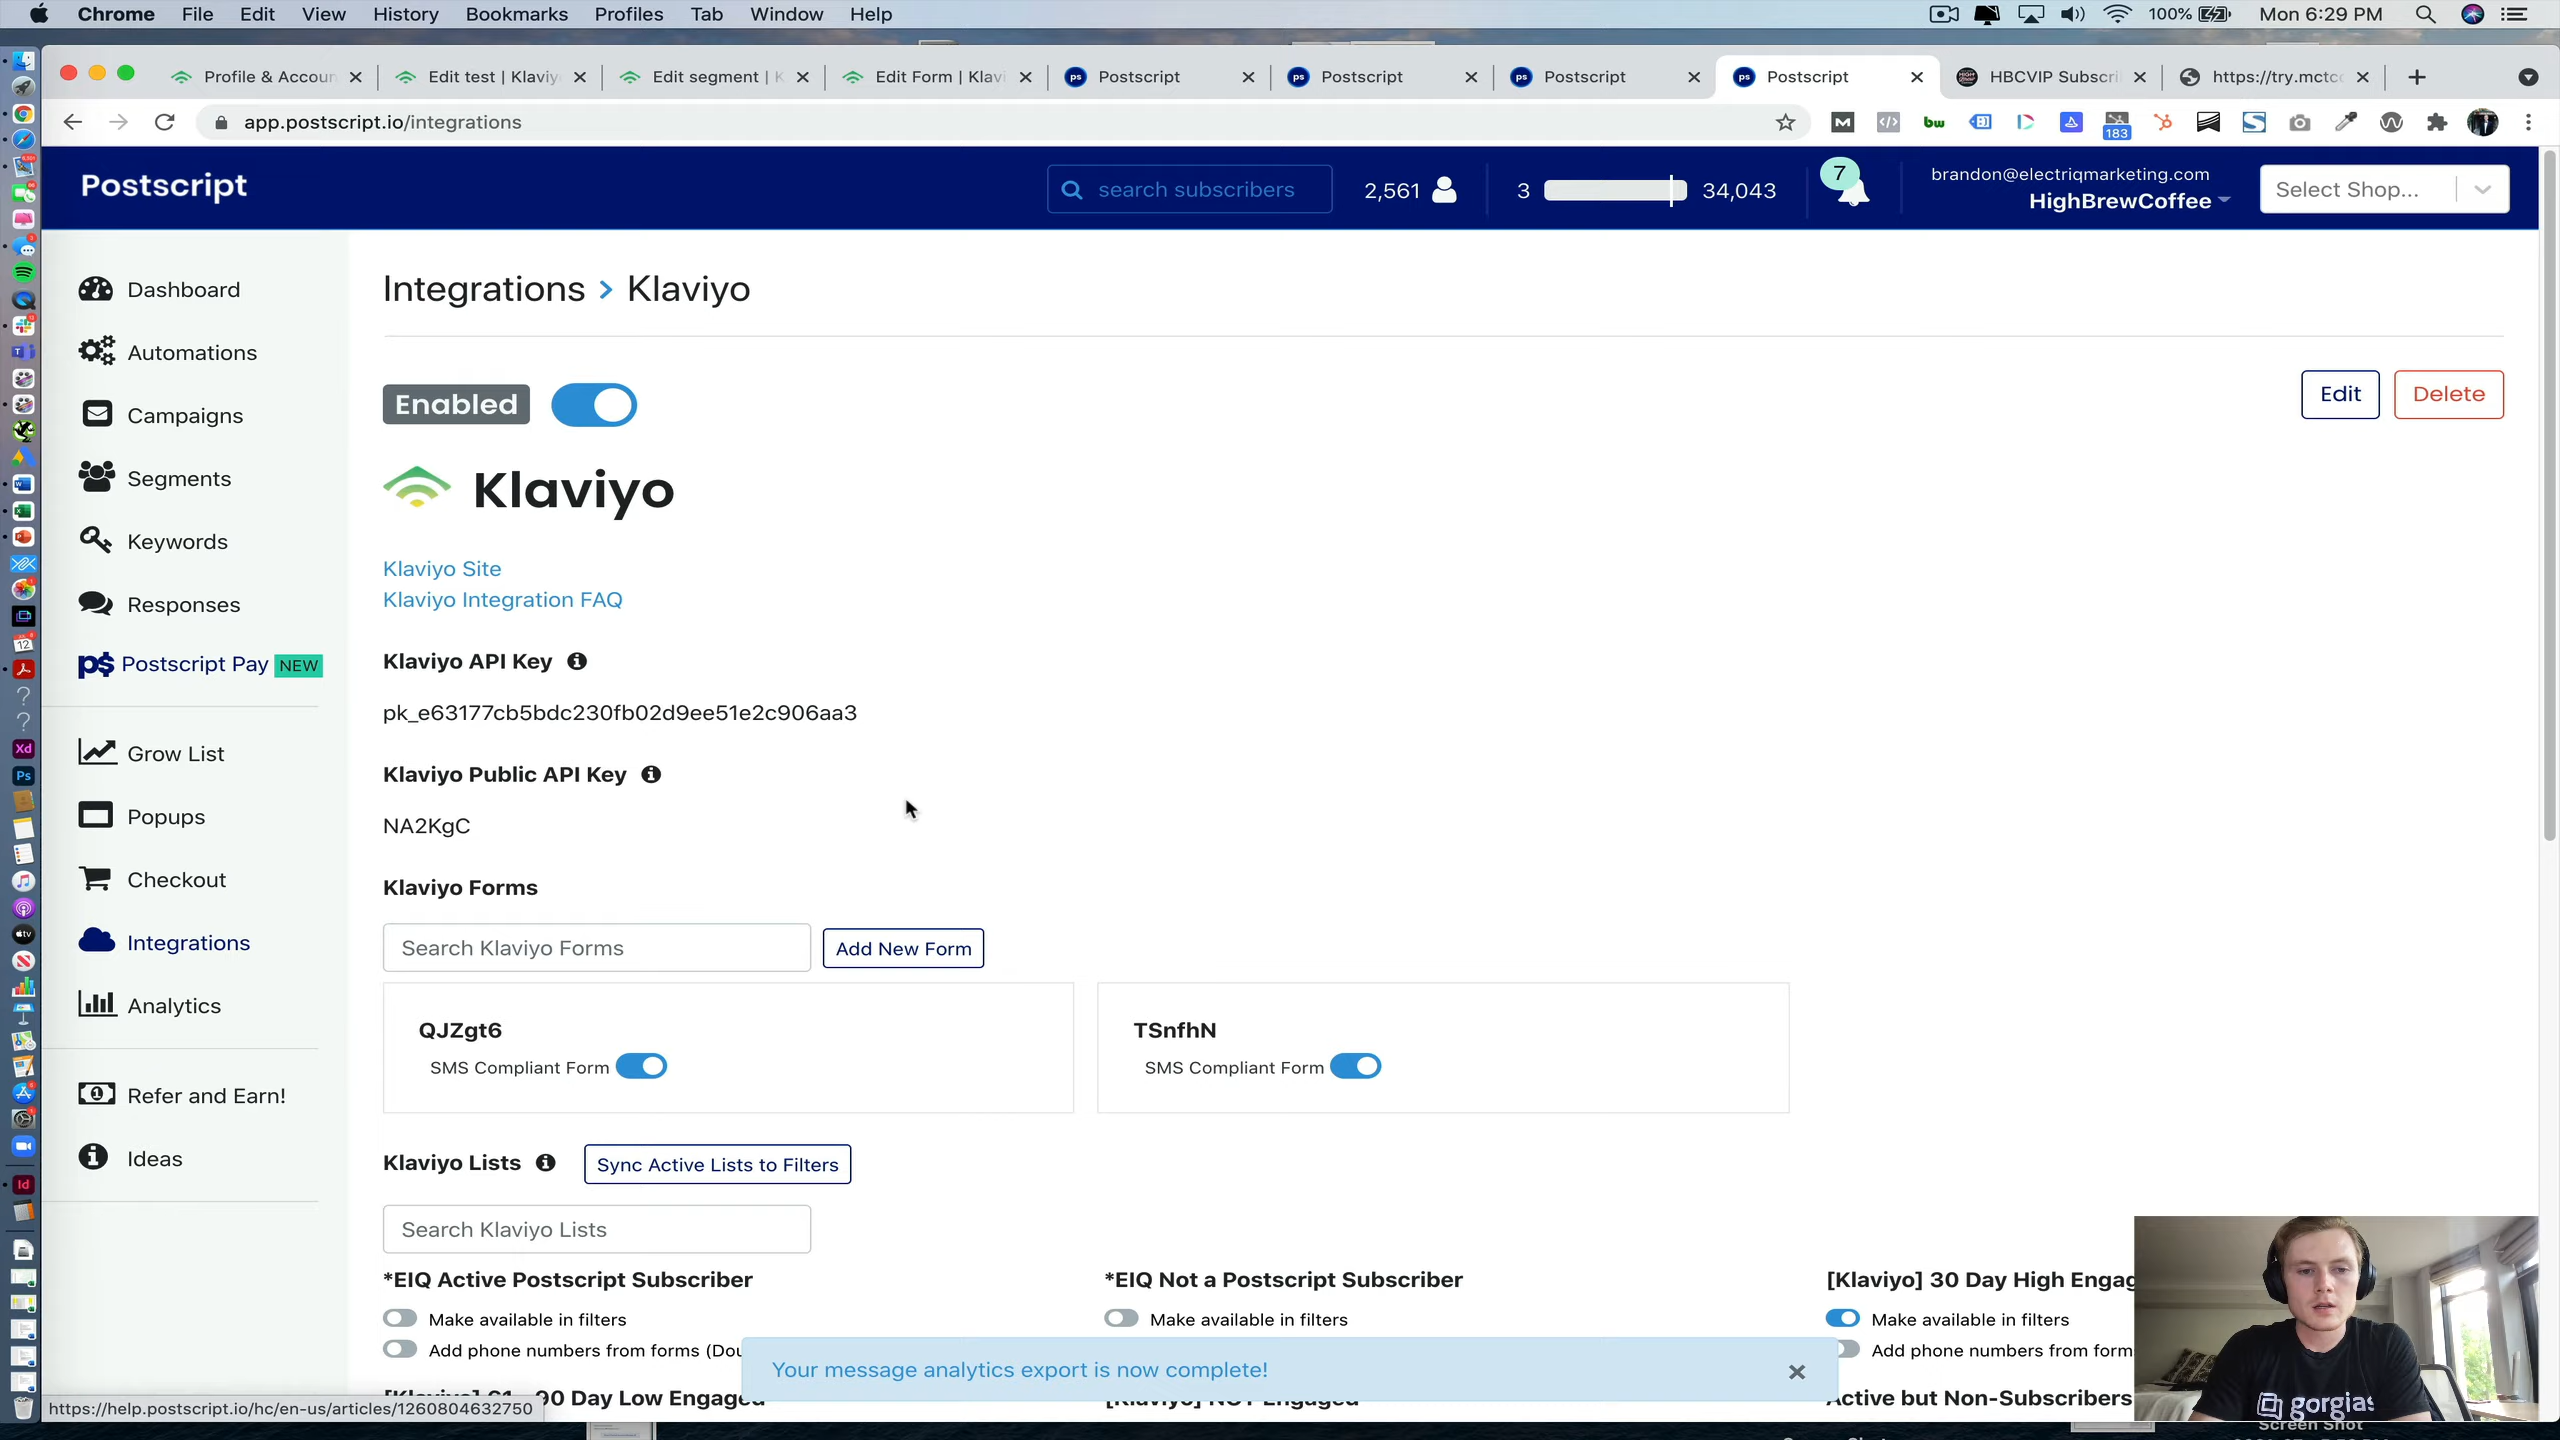 Chrome File Edit View History Bookmarks Profiles Tab Window Help
100% Mon 6:29 PM
Profile & Accoun
Edit test | Klaviy
Edit segment | K
Edit Form | Klavi
Postscript
Postscript
Postscript
Postscript
HBCVIP Subscri
https://try.mctc
app.postscript.io/integrations
183
Postscript
search subscribers
2,561
3
34,043
7
brandon@electriqmarketing.com
HighBrewCoffee
Select Shop...
Dashboard
Automations
Campaigns
Segments
Keywords
Responses
Postscript Pay NEW
Grow List
Popups
Checkout
Integrations
Analytics
Refer and Earn!
Ideas
Integrations > Klaviyo
Enabled
Edit
Delete
Klaviyo
Klaviyo Site
Klaviyo Integration FAQ
Klaviyo API Key
pk_e63177cb5bdc230fb02d9ee51e2c906aa3
Klaviyo Public API Key
NA2KgC
Klaviyo Forms
Search Klaviyo Forms
Add New Form
QJZgt6
SMS Compliant Form
TSnfhN
SMS Compliant Form
Klaviyo Lists
Sync Active Lists to Filters
Search Klaviyo Lists
*EIQ Active Postscript Subscriber
Make available in filters
Add phone numbers from forms (Dou
*EIQ Not a Postscript Subscriber
Make available in filters
[Klaviyo] 30 Day High Engag
Make available in filters
Add phone numbers from form
Your message analytics export is now complete!
90 Day Low Engaged
[Klaviyo] NOT Engaged
Active but Non-Subscribers
https://help.postscript.io/hc/en-us/articles/1260804632750
gorgias
Screen Shot